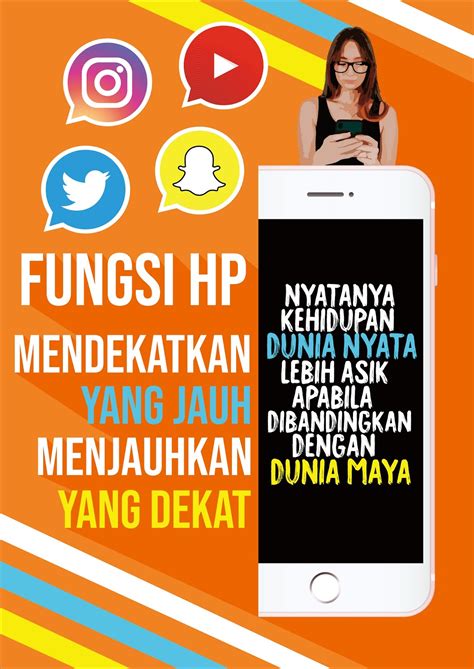 FUNGSI HP
MENDEKATKAN
YANG JAUH
MENJAUHKAN
YANG DEKAT
NYATANYA
KEHIDUPAN
DUNIA NYATA
LEBIH ASIK
APABILA
DIBANDINGKAN
DENGAN
DUNIA MAYA